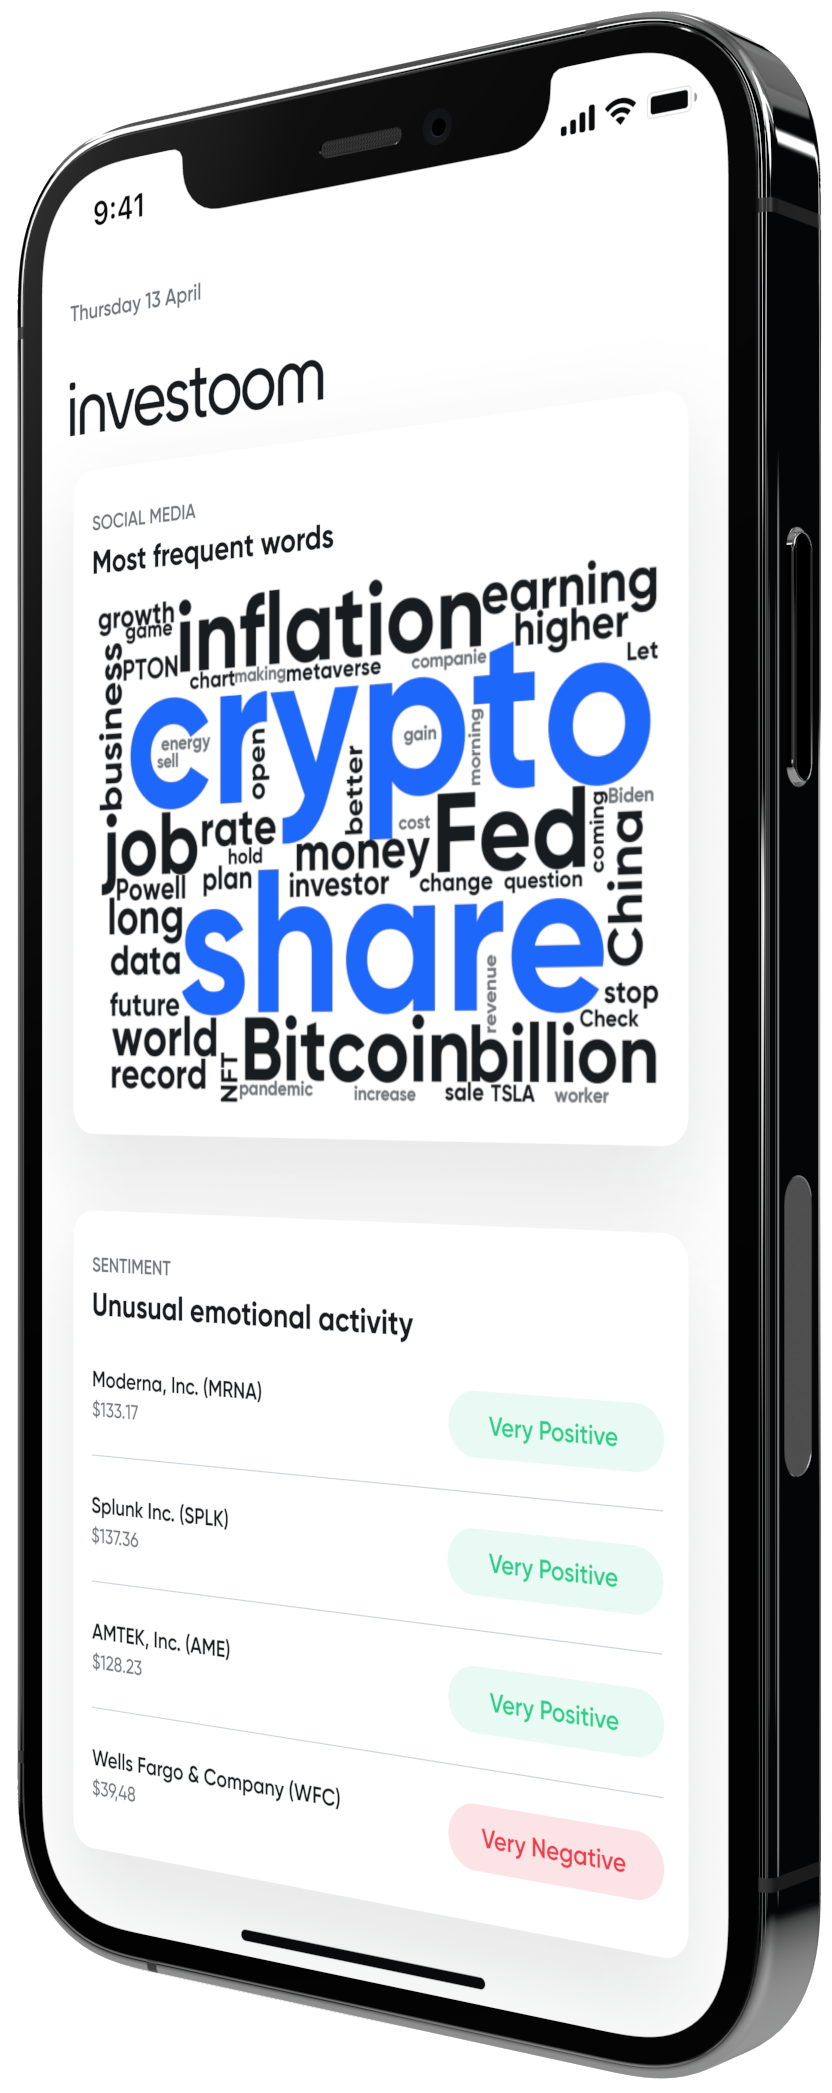 9:41
Thursday 13 April
investoom
SOCIAL MEDIA
Most frequent words
growth
game
inflation
earning
higher
Let
business
PTON
chart
making
metaverse
companie
crypto
energy
sell
open
better
gain
morning
cost
Biden
coming
job
rate
hold
money
Fed
China
Powell
plan
investor
change
question
long
share
data
revenue
future
stop
Check
world
NFT
Bitcoin
billion
record
pandemic
increase
sale
TSLA
worker
SENTIMENT
Unusual emotional activity
Moderna, Inc. (MRNA)
$133.17
Very Positive
Splunk Inc. (SPLK)
$137.36
Very Positive
AMTEK, Inc. (AME)
$128.23
Very Positive
Wells Fargo & Company (WFC)
$39,48
Very Negative